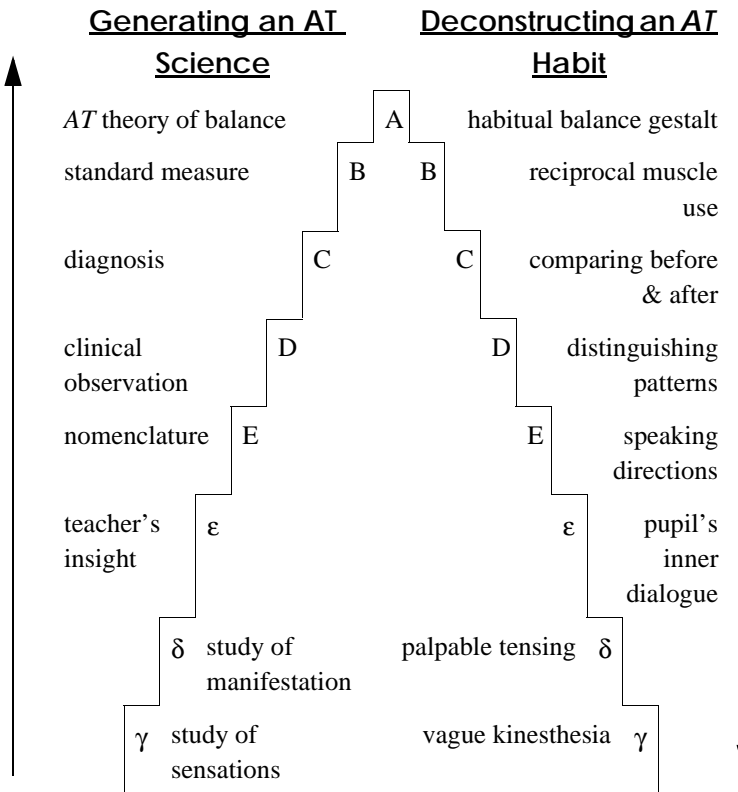 Generating an AT Deconstructing an AT
Science Habit
AT theory of balance A habitual balance gestalt
standard measure B B reciprocal muscle
use
diagnosis C C comparing before
& after
clinical D D distinguishing
observation patterns
nomenclature E E speaking
directions
teacher’s ε ε pupil’s
insight inner
dialogue
δ study of palpable tensing δ
manifestation
γ study of vague kinesthesia γ
sensations